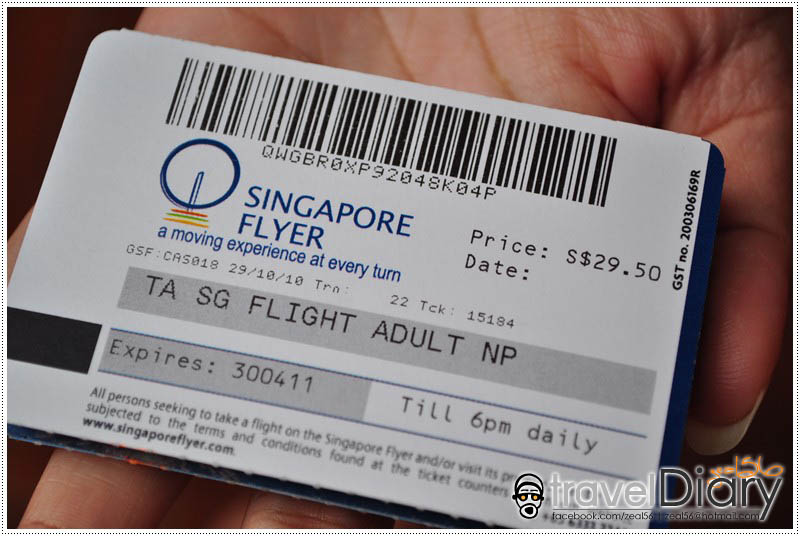 QWGBR0XP92048K04P
SINGAPORE
FLYER
a moving experience at every turn
Price: S$29.50
Date:
GST no. 200306169R
GSF:CAS018 29/10/10 Trn: 22 Tck: 15184
TA SG FLIGHT ADULT NP
Expires: 300411
Till 6pm daily
All persons seeking to take a flight on the Singapore Flyer and/or visit its
subjected to the terms and conditions found at the ticket counters
www.singaporeflyer.com.
zeal56
travelDiary